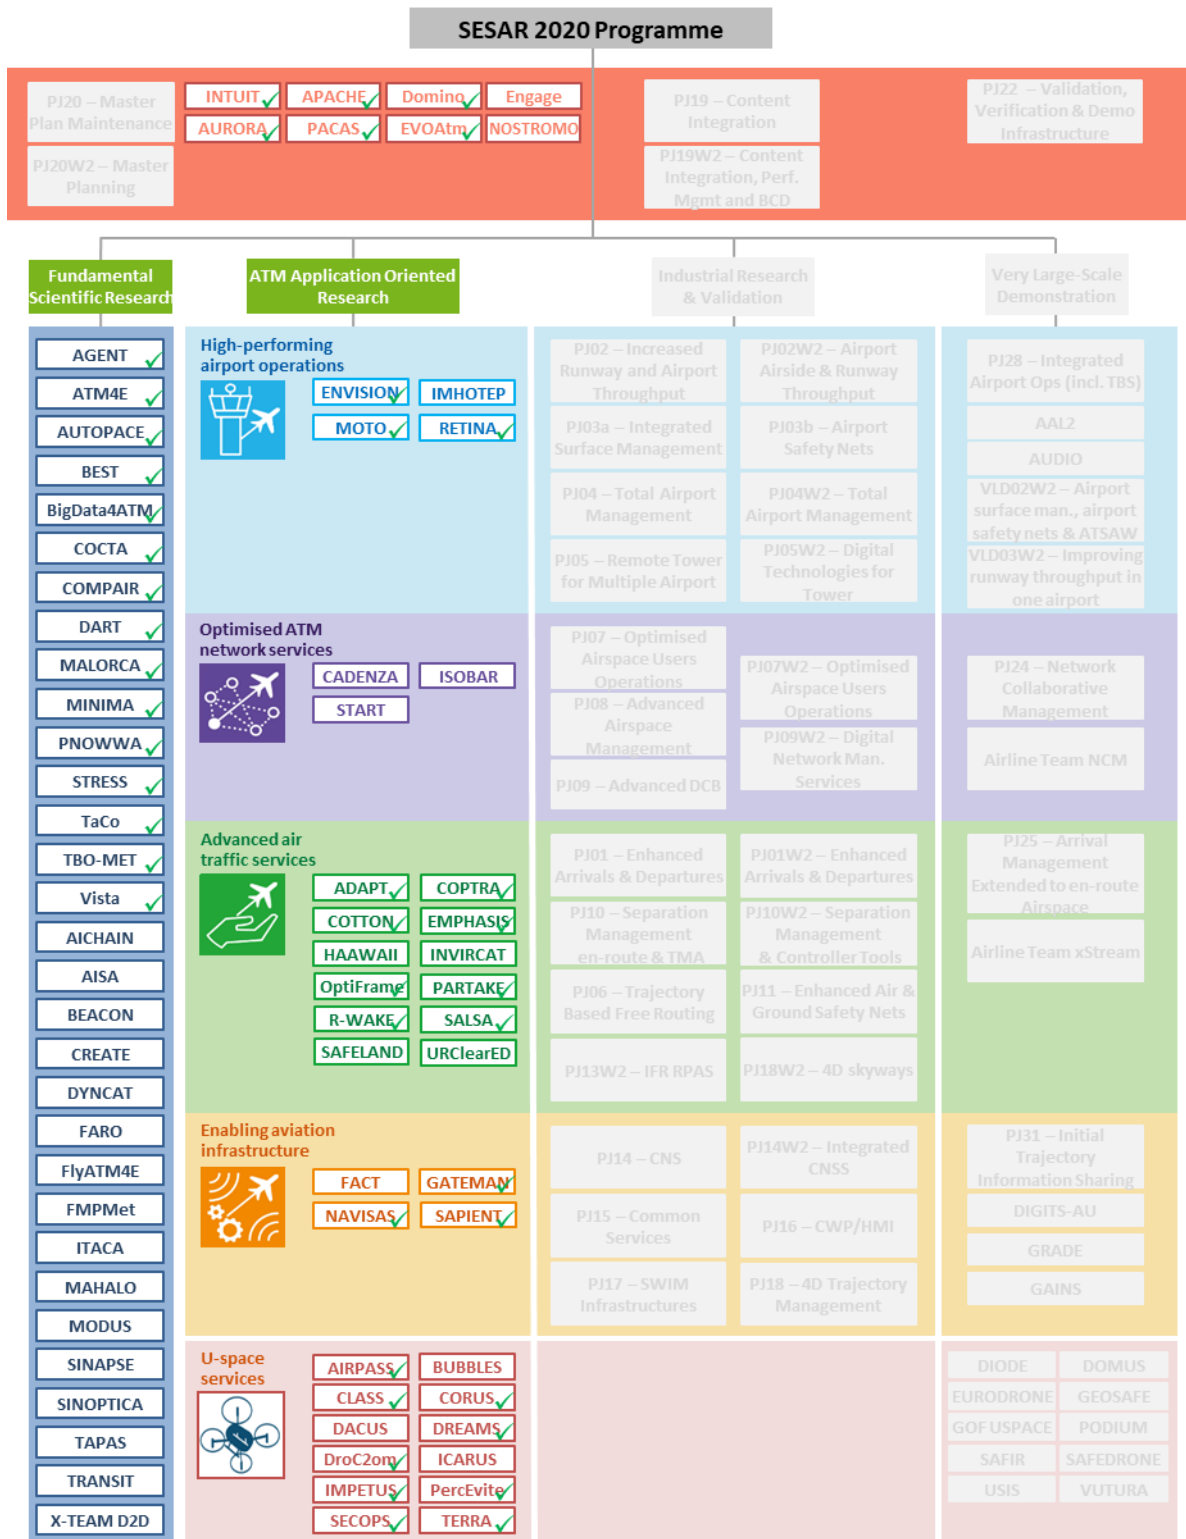 SESAR 2020 Programme
PJ20 – Master
Plan Maintenance
PJ20W2 – Master
Planning
INTUIT
APACHE
Domino
Engage
AURORA
PACAS
EVOAtm
NOSTROMO
PJ19 – Content
Integration
PJ19W2 – Content
Integration, Perf.
Mgmt and BCD
PJ22 – Validation,
Verification & Demo
Infrastructure
Fundamental
Scientific Research
ATM Application Oriented
Research
Industrial Research
& Validation
Very Large-Scale
Demonstration
AGENT
ATM4E
AUTOPACE
BEST
BigData4ATM
COCTA
COMPAIR
DART
MALORCA
MINIMA
PNOWWA
STRESS
TaCo
TBO-MET
Vista
AICHAIN
AISA
BEACON
CREATE
DYNCAT
FARO
FlyATM4E
FMPMet
ITACA
MAHALO
MODUS
SINAPSE
SINOPTICA
TAPAS
TRANSIT
X-TEAM D2D
High-performing
airport operations
ENVISION
IMHOTEP
MOTO
RETINA
PJ02 – Increased
Runway and Airport
Throughput
PJ02W2 – Airport
Airside & Runway
Throughput
PJ03a – Integrated
Surface Management
PJ03b – Airport
Safety Nets
PJ04 – Total Airport
Management
PJ04W2 – Total
Airport Management
PJ05 – Remote Tower
for Multiple Airport
PJ05W2 – Digital
Technologies for
Tower
PJ28 – Integrated
Airport Ops (incl. TBS)
AAL2
AUDIO
VLD02W2 – Airport
surface man., airport
safety nets & ATSAW
VLD03W2 – Improving
runway throughput in
one airport
Optimised ATM
network services
CADENZA
ISOBAR
START
PJ07 – Optimised
Airspace Users
Operations
PJ08 – Advanced
Airspace
Management
PJ09 – Advanced DCB
PJ07W2 – Optimised
Airspace Users
Operations
PJ09W2 – Digital
Network Man.
Services
PJ24 – Network
Collaborative
Management
Airline Team NCM
Advanced air
traffic services
ADAPT
COPTRA
COTTON
EMPHASIS
HAAWAII
INVIRCAT
OptiFrame
PARTAKE
R-WAKE
SALSA
SAFELAND
URClearED
PJ01 – Enhanced
Arrivals & Departures
PJ01W2 – Enhanced
Arrivals & Departures
PJ10 – Separation
Management
en-route & TMA
PJ10W2 – Separation
Management
& Controller Tools
PJ06 – Trajectory
Based Free Routing
PJ11 – Enhanced Air &
Ground Safety Nets
PJ13W2 – IFR RPAS
PJ18W2 – 4D skyways
PJ25 – Arrival
Management
Extended to en-route
Airspace
Airline Team xStream
Enabling aviation
infrastructure
FACT
GATEMAN
NAVISAS
SAPIENT
PJ14 – CNS
PJ14W2 – Integrated
CNSS
PJ15 – Common
Services
PJ16 – CWP/HMI
PJ17 – SWIM
Infrastructures
PJ18 – 4D Trajectory
Management
PJ31 – Initial
Trajectory
Information Sharing
DIGITS-AU
GRADE
GAINS
U-space
services
AIRPASS
BUBBLES
CLASS
CORUS
DACUS
DREAMS
DroC2om
ICARUS
IMPETUS
PercEvite
SECOPS
TERRA
DIODE
DOMUS
EURODRONE
GEOSAFE
GOF USPACE
PODIUM
SAFIR
SAFEDRONE
USIS
VUTURA